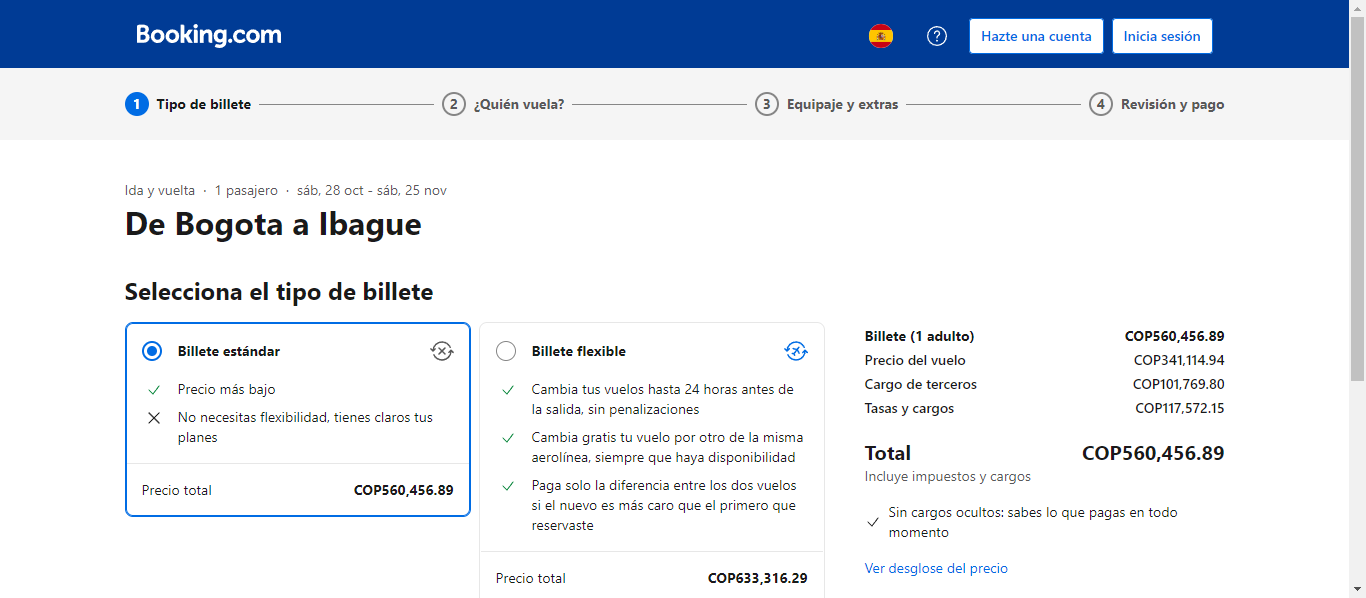 Booking.com
?
Hazte una cuenta
Inicia sesión
1 Tipo de billete
2 ¿Quién vuela?
3 Equipaje y extras
4 Revisión y pago
Ida y vuelta · 1 pasajero · sáb, 28 oct - sáb, 25 nov
De Bogota a Ibague
Selecciona el tipo de billete
Billete estándar
Precio más bajo
No necesitas flexibilidad, tienes claros tus
planes
Precio total COP560,456.89
Billete flexible
Cambia tus vuelos hasta 24 horas antes de
la salida, sin penalizaciones
Cambia gratis tu vuelo por otro de la misma
aerolínea, siempre que haya disponibilidad
Paga solo la diferencia entre los dos vuelos
si el nuevo es más caro que el primero que
reservaste
Precio total COP633,316.29
Billete (1 adulto) COP560,456.89
Precio del vuelo COP341,114.94
Cargo de terceros COP101,769.80
Tasas y cargos COP117,572.15
Total COP560,456.89
Incluye impuestos y cargos
Sin cargos ocultos: sabes lo que pagas en todo
momento
Ver desglose del precio